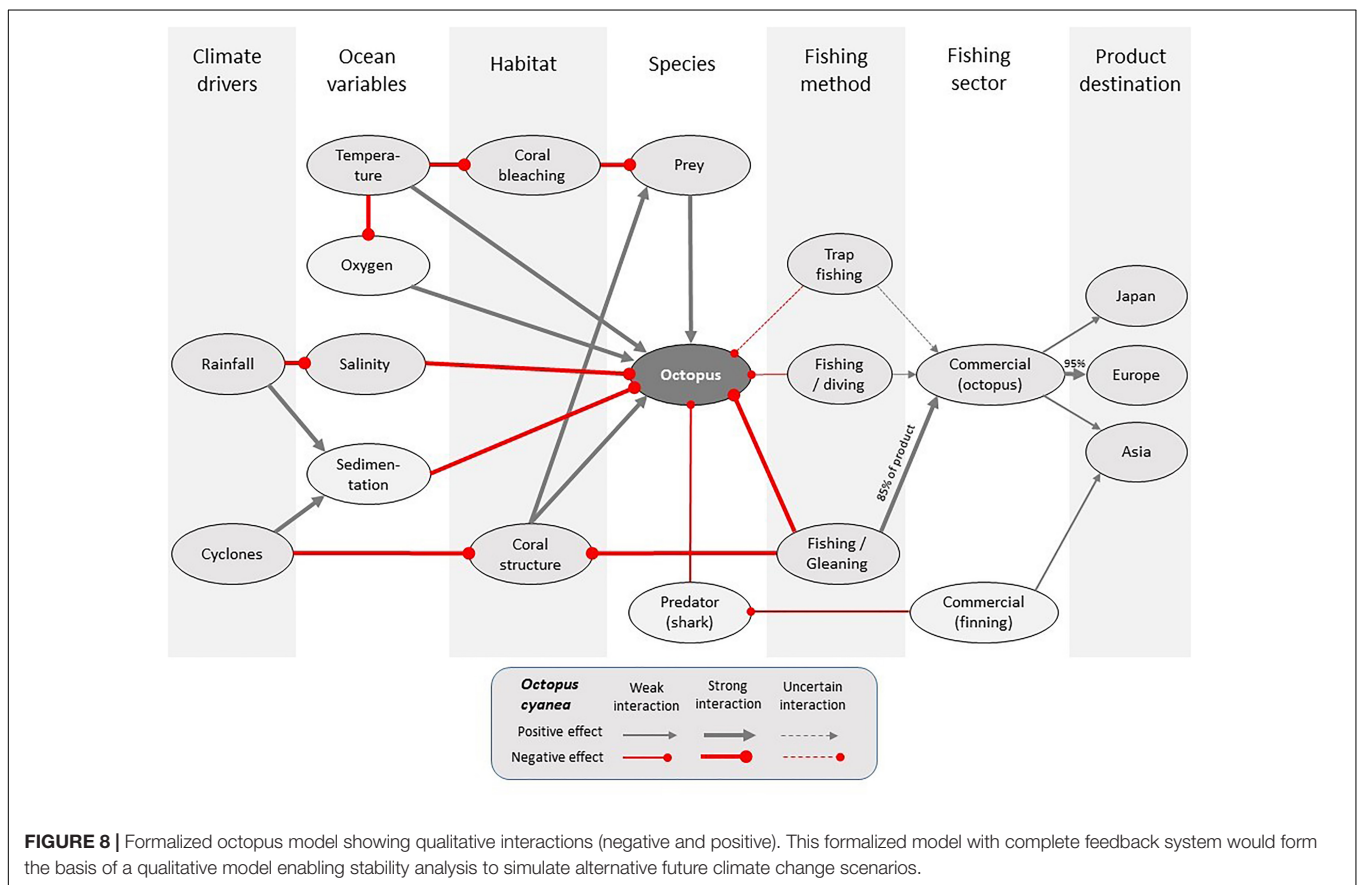 Climate
drivers
Ocean
variables
Habitat
Species
Fishing
method
Fishing
sector
Product
destination
Tempera-
ture
Coral
bleaching
Prey
Oxygen
Trap
fishing
Japan
Rainfall
Salinity
Octopus
Fishing
/ diving
Commercial
(octopus)
95%
Europe
Asia
Sedimen-
tation
85% of product
Cyclones
Coral
structure
Fishing /
Gleaning
Predator
(shark)
Commercial
(finning)
Octopus
cyanea
Weak
interaction
Strong
interaction
Uncertain
interaction
Positive effect
Negative effect
FIGURE 8 | Formalized octopus model showing qualitative interactions (negative and positive). This formalized model with complete feedback system would form
the basis of a qualitative model enabling stability analysis to simulate alternative future climate change scenarios.